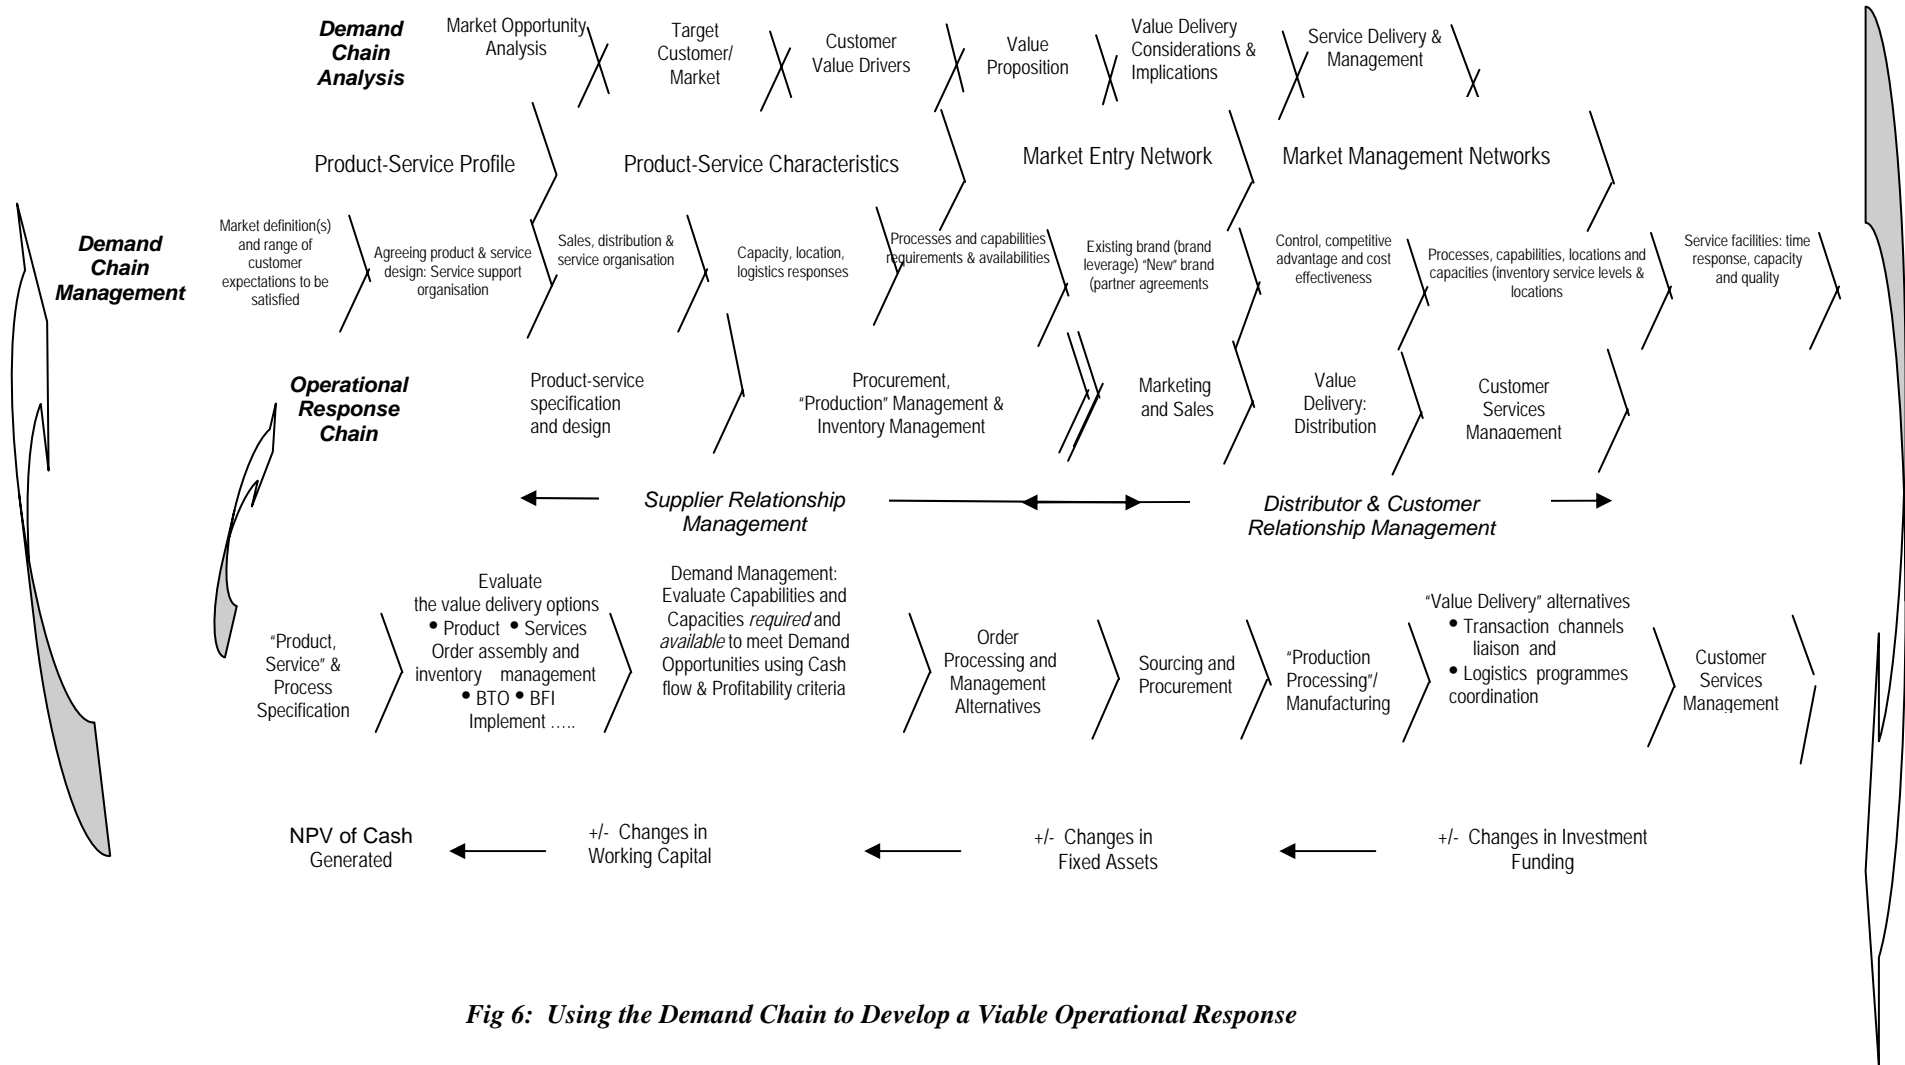 Demand
Chain
Analysis
Market Opportunity
Analysis
Target
Customer/
Market
Customer
Value Drivers
Value
Proposition
Value Delivery
Considerations &
Implications
Service Delivery &
Management
Product-Service Profile
Product-Service Characteristics
Market Entry Network
Market Management Networks
Demand
Chain
Management
Market definition(s)
and range of
customer
expectations to be
satisfied
Agreeing product & service
design: Service support
organisation
Sales, distribution &
service organisation
Capacity, location,
logistics responses
Processes and capabilities
requirements & availabilities
Existing brand (brand
leverage) “New” brand
(partner agreements
Control, competitive
advantage and cost
effectiveness
Processes, capabilities, locations and
capacities (inventory service levels &
locations
Service facilities: time
response, capacity
and quality
Operational
Response
Chain
Product-service
specification
and design
Procurement,
“Production” Management &
Inventory Management
Marketing
and Sales
Value
Delivery:
Distribution
Customer
Services
Management
Supplier Relationship
Management
Distributor & Customer
Relationship Management
“Product,
Service” &
Process
Specification
Evaluate
the value delivery options
• Product • Services
Order assembly and
inventory management
• BTO • BFI
Implement …..
Demand Management:
Evaluate Capabilities and
Capacities required and
available to meet Demand
Opportunities using Cash
flow & Profitability criteria
Order
Processing and
Management
Alternatives
Sourcing and
Procurement
“Production
Processing”/
Manufacturing
“Value Delivery” alternatives
• Transaction channels
liaison and
• Logistics programmes
coordination
Customer
Services
Management
NPV of Cash
Generated
+/- Changes in
Working Capital
+/- Changes in
Fixed Assets
+/- Changes in Investment
Funding
Fig 6: Using the Demand Chain to Develop a Viable Operational Response